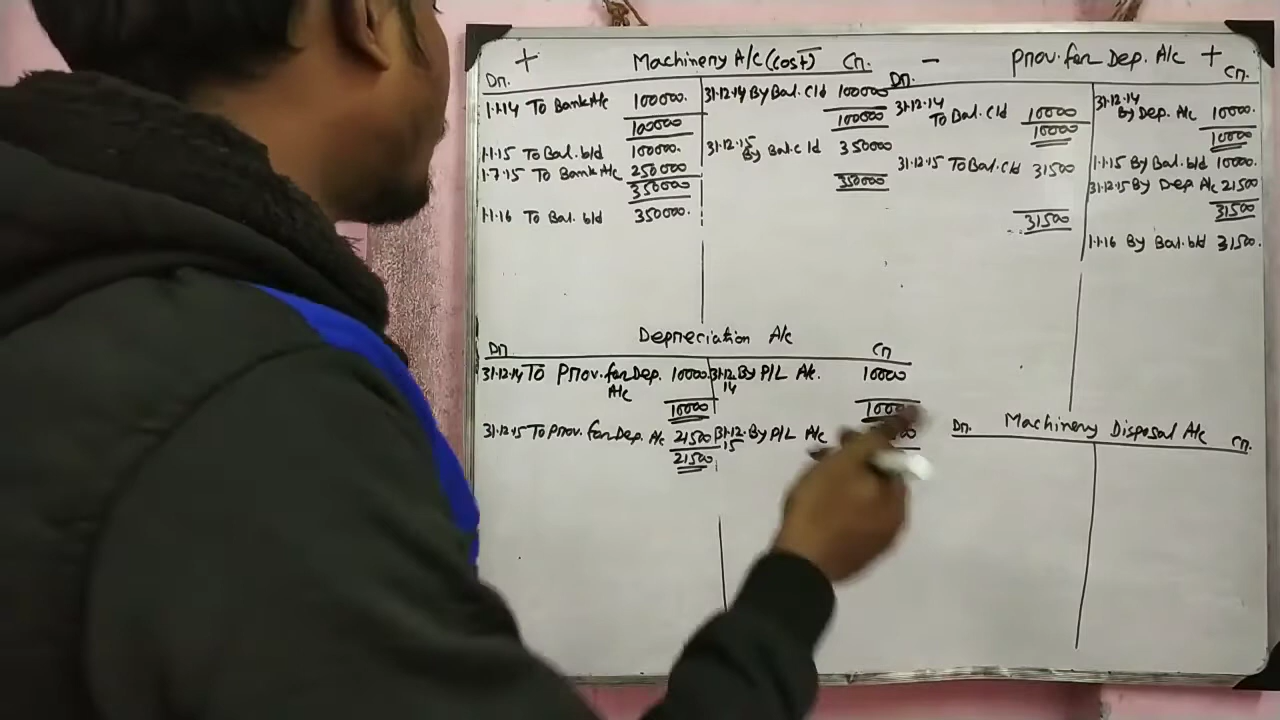 + Machinery A/c (cost) Cr.
Dr.
1.1.14 To Bank A/c 100000. 31.12.14 By Bal. c/d 100000
100000 100000
1.1.15 To Bal. b/d 100000. 31.12.15 By Bal. c/d 350000
1.7.15 To Bank A/c 250000
350000 350000
1.1.16 To Bal. b/d 350000.
- Prov. for Dep. A/c +
Dr. Cr.
31.12.14 To Bal. c/d 10000 31.12.14 By Dep. A/c 10000.
10000 10000
31.12.15 To Bal. c/d 31500 1.1.15 By Bal. b/d 10000.
31.12.15 By Dep A/c 21500
31500 31500
1.1.16 By Bal. b/d 31500.
Depreciation A/c
Dr. Cr
31.12.14 To Prov. for Dep. A/c 10000. 31.12.14 By P/L A/c. 10000
10000
31.12.15 To Prov. for Dep. A/c 21500 31.12.15 By P/L A/c
21500
Machinery Disposal A/c
Dr. Cr.